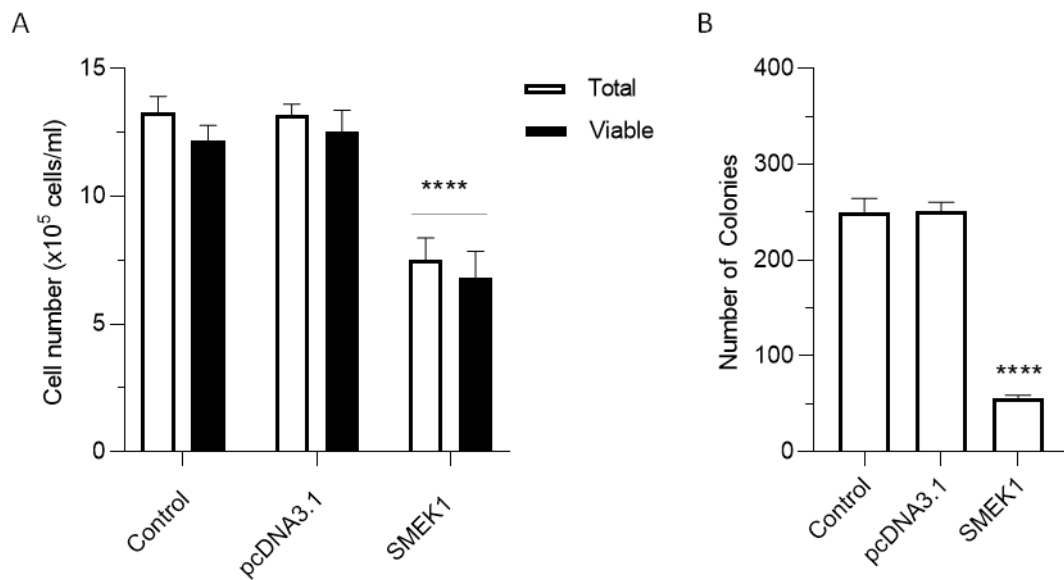 A
Cell number (x10⁵ cells/ml)
15
10
5
0
Total
Viable
****
Control
pcDNA3.1
SMEK1
B
Number of Colonies
400
300
200
100
0
****
Control
pcDNA3.1
SMEK1